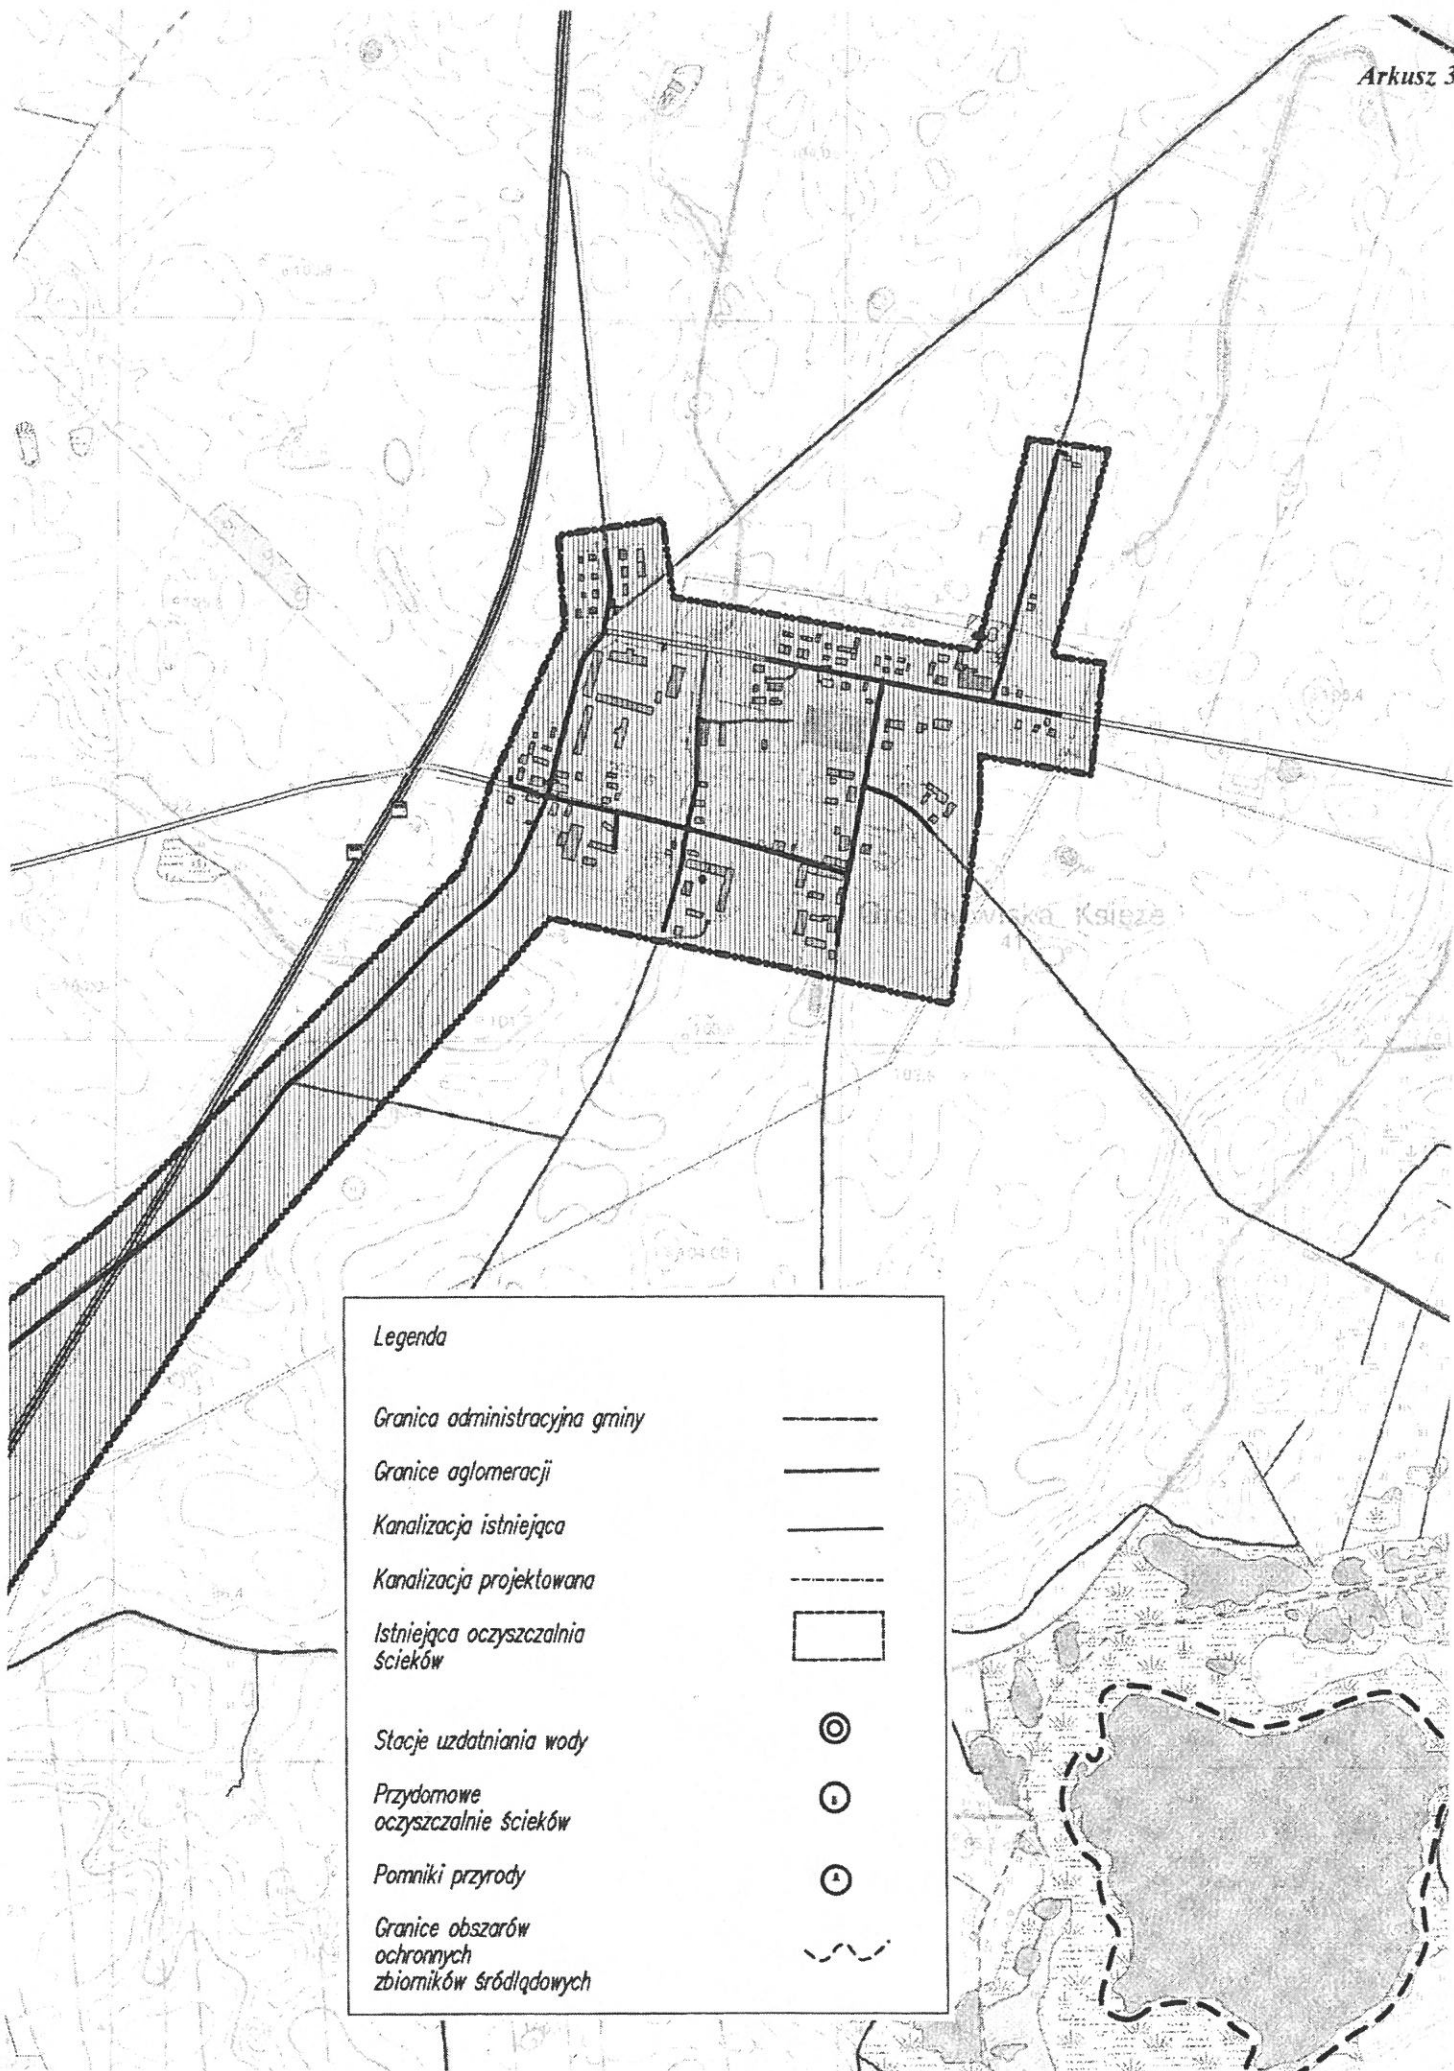 Arkusz 3
Księże
Legenda
Granica administracyjna gminy
Granice aglomeracji
Kanalizacja istniejąca
Kanalizacja projektowana
Istniejąca oczyszczalnia
ścieków
Stacje uzdatniania wody
Przydomowe
oczyszczalnie ścieków
Pomniki przyrody
Granice obszarów
ochronnych
zbiorników śródlądowych